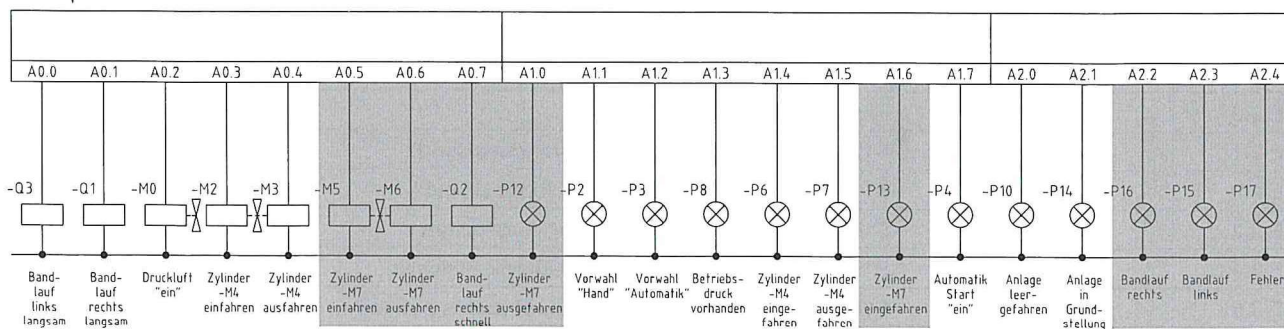 A0.0 A0.1 A0.2 A0.3 A0.4 A0.5 A0.6 A0.7 A1.0 A1.1 A1.2 A1.3 A1.4 A1.5 A1.6 A1.7 A2.0 A2.1 A2.2 A2.3 A2.4
-Q3 -Q1 -M0 -M2 -M3 -M5 -M6 -Q2 -P12 -P2 -P3 -P8 -P6 -P7 -P13 -P4 -P10 -P14 -P16 -P15 -P17
Band-
lauf
links
langsam
Band-
lauf
rechts
langsam
Druckluft
"ein"
Zylinder
-M4
einfahren
Zylinder
-M4
ausfahren
Zylinder
-M7
einfahren
Zylinder
-M7
ausfahren
Band-
lauf
rechts
schnell
Zylinder
-M7
ausgefahren
Vorwahl
"Hand"
Vorwahl
"Automatik"
Betriebs-
druck
vorhanden
Zylinder
-M4
einge-
fahren
Zylinder
-M4
ausge-
fahren
Zylinder
-M7
eingefahren
Automatik
Start
"ein"
Anlage
leer-
gefahren
Anlage
in
Grund-
stellung
Bandlauf
rechts
Bandlauf
links
Fehler